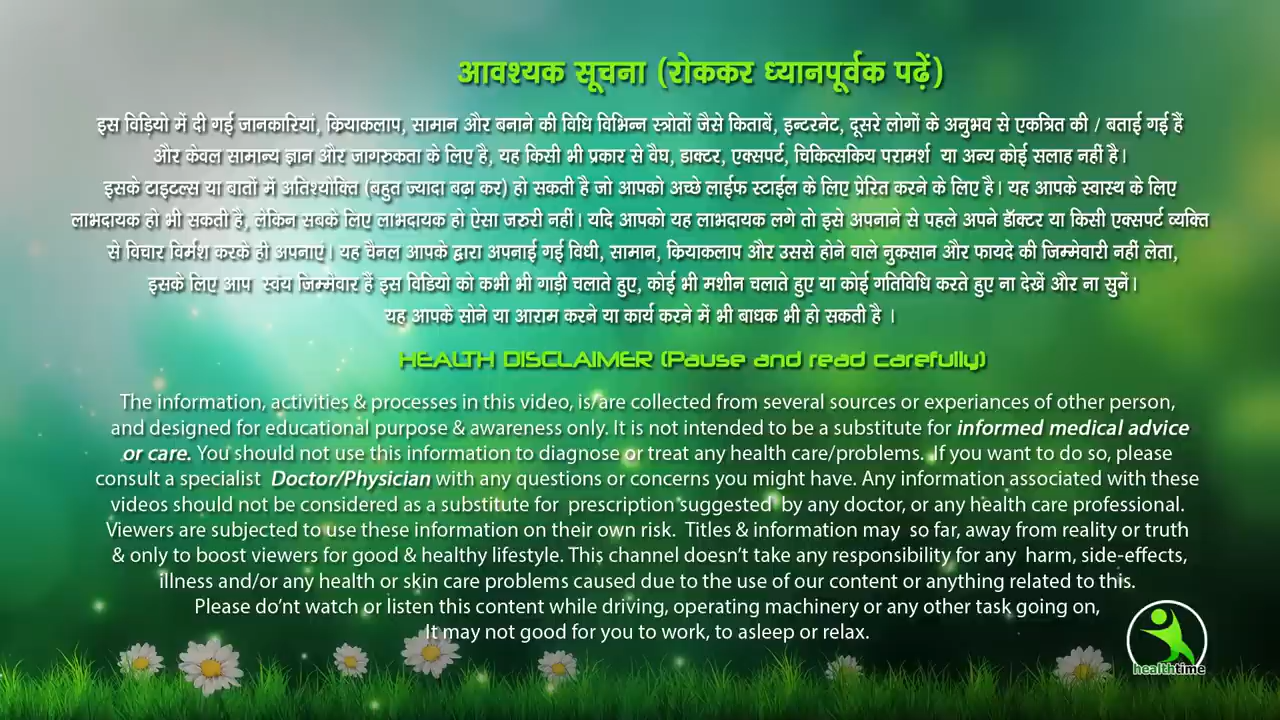 आवश्यक सूचना (रोककर ध्यानपूर्वक पढ़ें)
इस विड़ियो में दी गई जानकारियां, क्रियाकलाप, सामान और बनाने की विधि विभिन्न स्त्रोतों जैसे किताबें, इन्टरनेट, दूसरे लोगों के अनुभव से एकत्रित की / बताई गई हैं
और केवल सामान्य ज्ञान और जागरुकता के लिए है, यह किसी भी प्रकार से वैघ, डाक्टर, एक्सपर्ट, चिकित्सकिय परामर्श या अन्य कोई सलाह नहीं है।
इसके टाइटल्स या बातों में अतिश्योक्ति (बहुत ज्यादा बढ़ा कर) हो सकती है जो आपको अच्छे लाईफ स्टाईल के लिए प्रेरित करने के लिए है। यह आपके स्वास्थ के लिए
लाभदायक हो भी सकती है, लेकिन सबके लिए लाभदायक हो ऐसा जरुरी नहीं। यदि आपको यह लाभदायक लगे तो इसे अपनाने से पहले अपने डॉक्टर या किसी एक्सपर्ट व्यक्ति
से विचार विर्मश करके ही अपनाएं। यह चैनल आपके द्वारा अपनाई गई विधी, सामान, क्रियाकलाप और उससे होने वाले नुकसान और फायदे की जिम्मेवारी नहीं लेता,
इसके लिए आप स्वंय जिम्मेवार हैं इस विडियो को कभी भी गाड़ी चलाते हुए, कोई भी मशीन चलाते हुए या कोई गतिविधि करते हुए ना देखें और ना सुनें।
यह आपके सोने या आराम करने या कार्य करने में भी बाधक भी हो सकती है ।
HEALTH DISCLAIMER (Pause and read carefully)
The information, activities & processes in this video, is/are collected from several sources or experiances of other person,
and designed for educational purpose & awareness only. It is not intended to be a substitute for informed medical advice
or care. You should not use this information to diagnose or treat any health care/problems. If you want to do so, please
consult a specialist Doctor/Physician with any questions or concerns you might have. Any information associated with these
videos should not be considered as a substitute for prescription suggested by any doctor, or any health care professional.
Viewers are subjected to use these information on their own risk. Titles & information may so far, away from reality or truth
& only to boost viewers for good & healthy lifestyle. This channel doesn't take any responsibility for any harm, side-effects,
illness and/or any health or skin care problems caused due to the use of our content or anything related to this.
Please do'nt watch or listen this content while driving, operating machinery or any other task going on,
It may not good for you to work, to asleep or relax.
healthtime